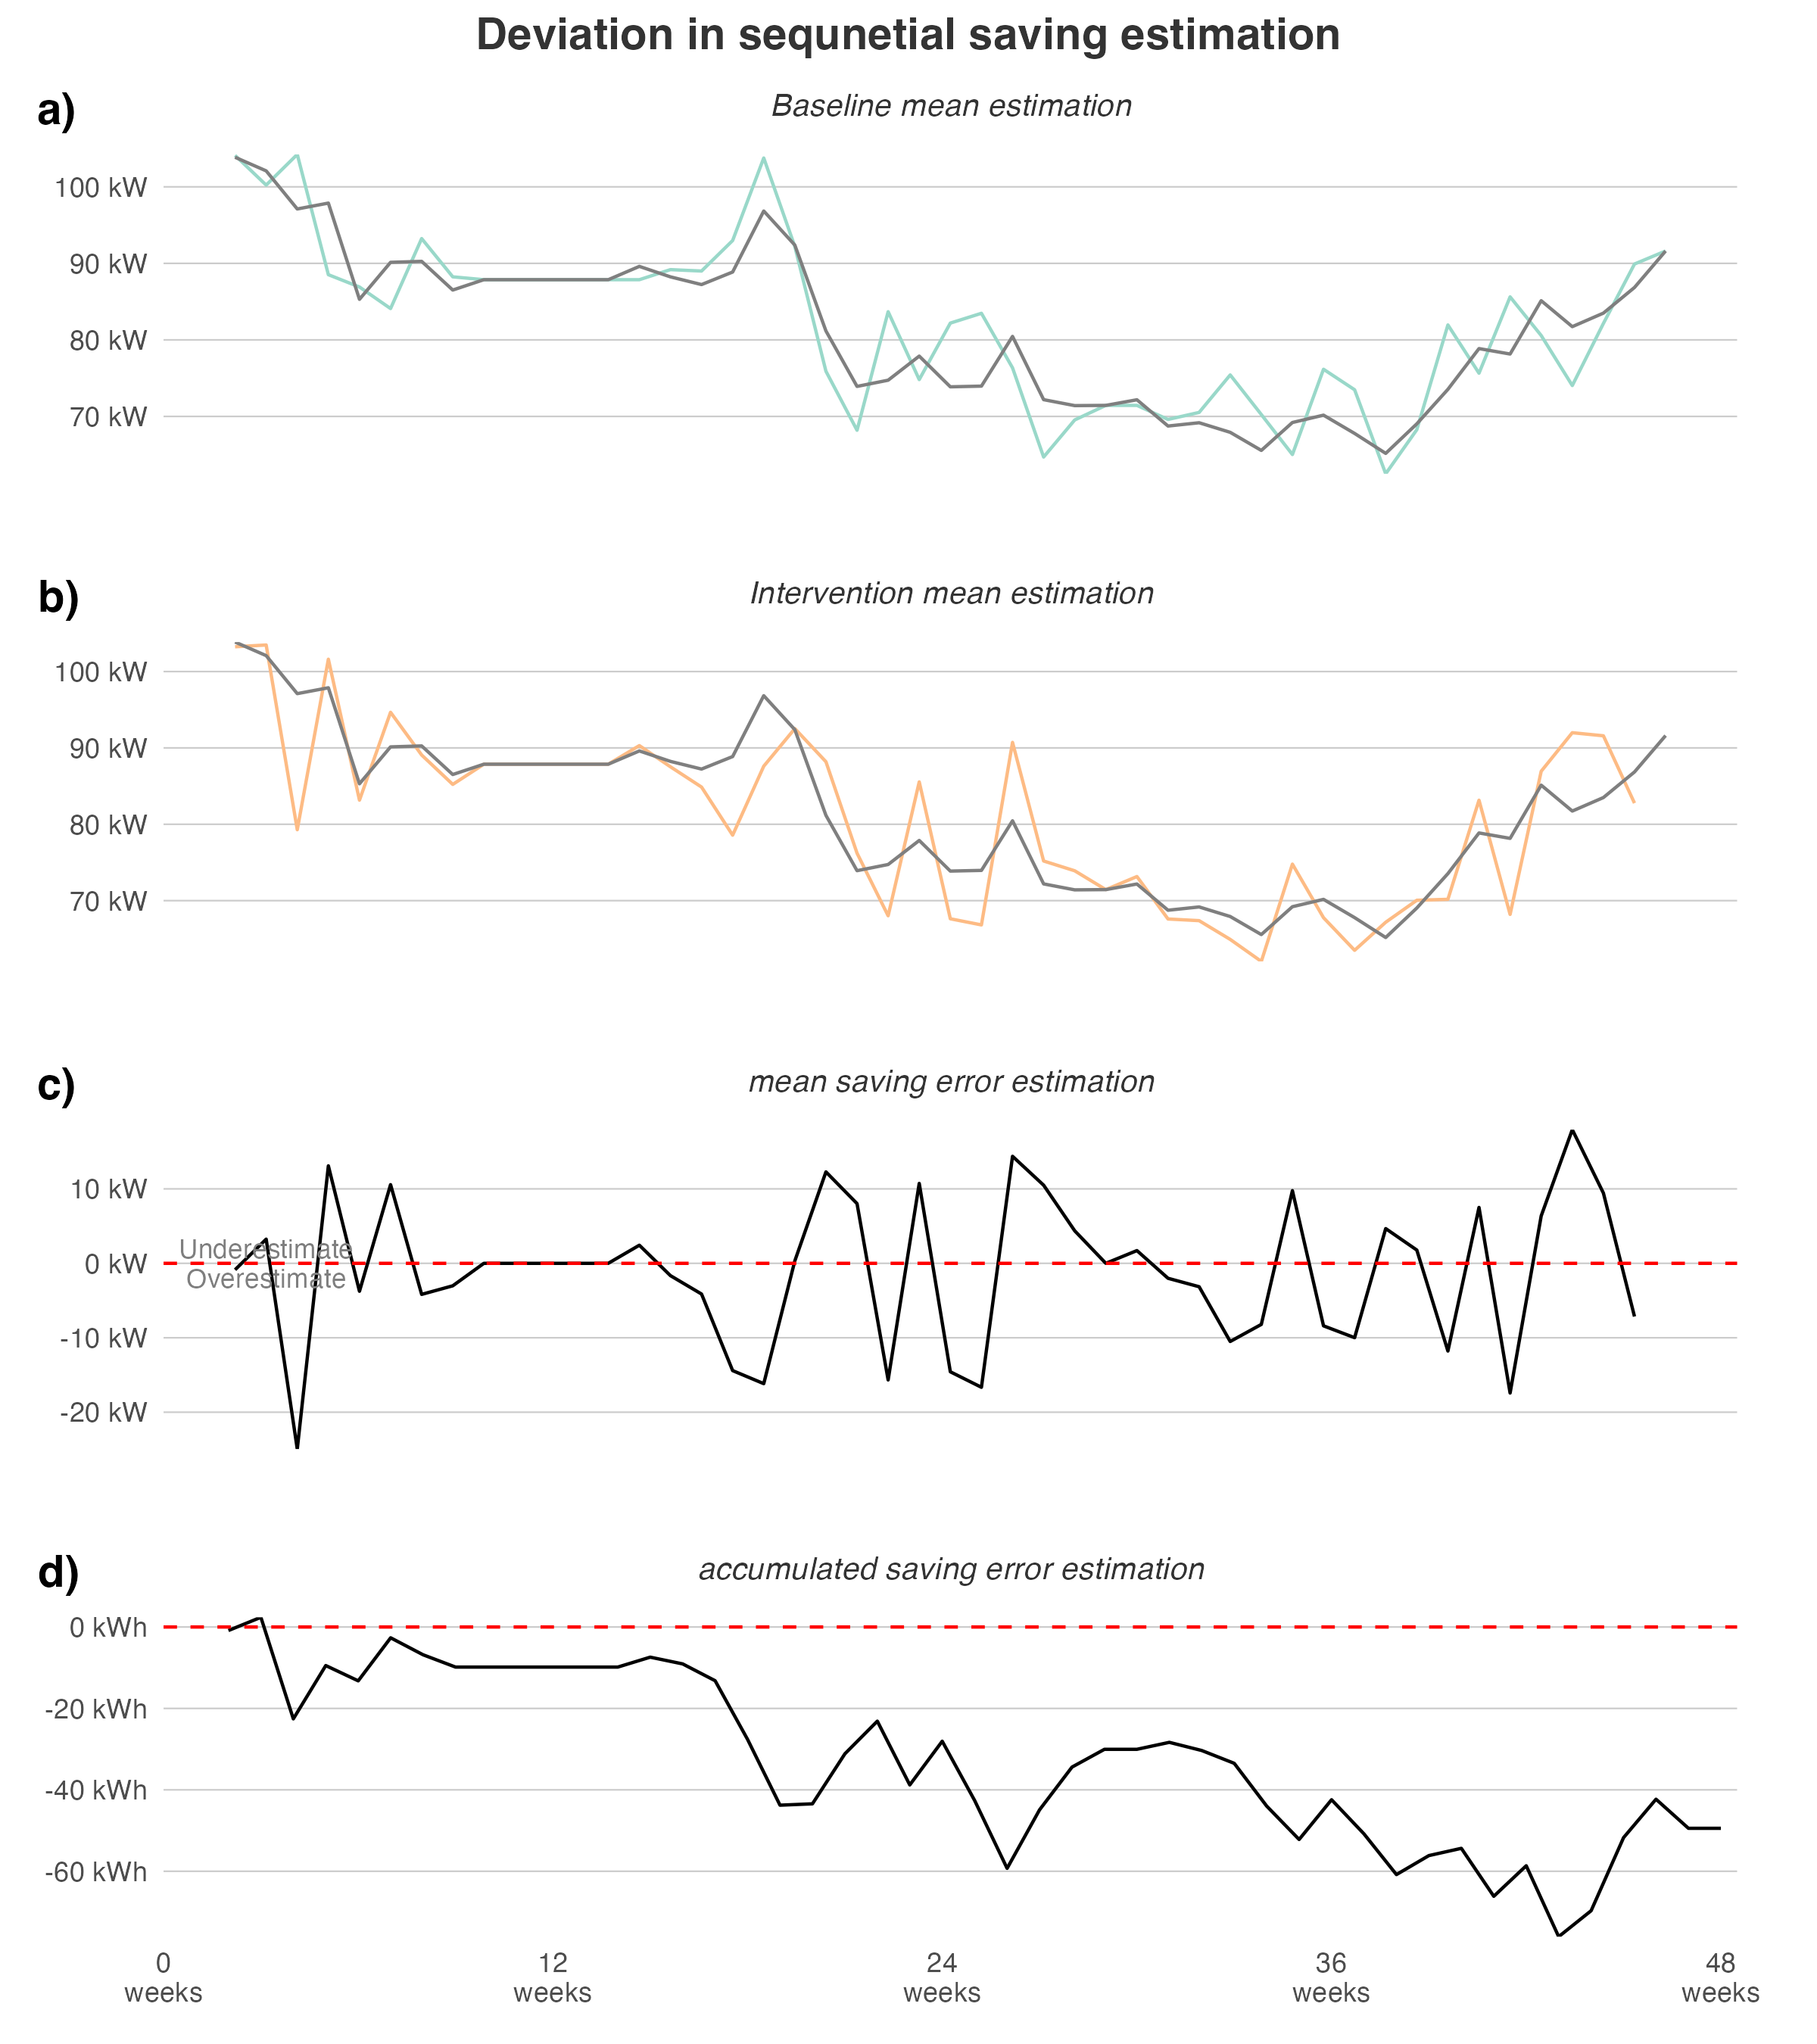 Deviation in sequnetial saving estimation
a)
Baseline mean estimation
100 kW
90 kW
80 kW
70 kW
b)
Intervention mean estimation
100 kW
90 kW
80 kW
70 kW
c)
mean saving error estimation
10 kW
Underestimate
0 kW
Overestimate
-10 kW
-20 kW
d)
accumulated saving error estimation
0 kWh
-20 kWh
-40 kWh
-60 kWh
0 12 24 36 48
weeks weeks weeks weeks weeks